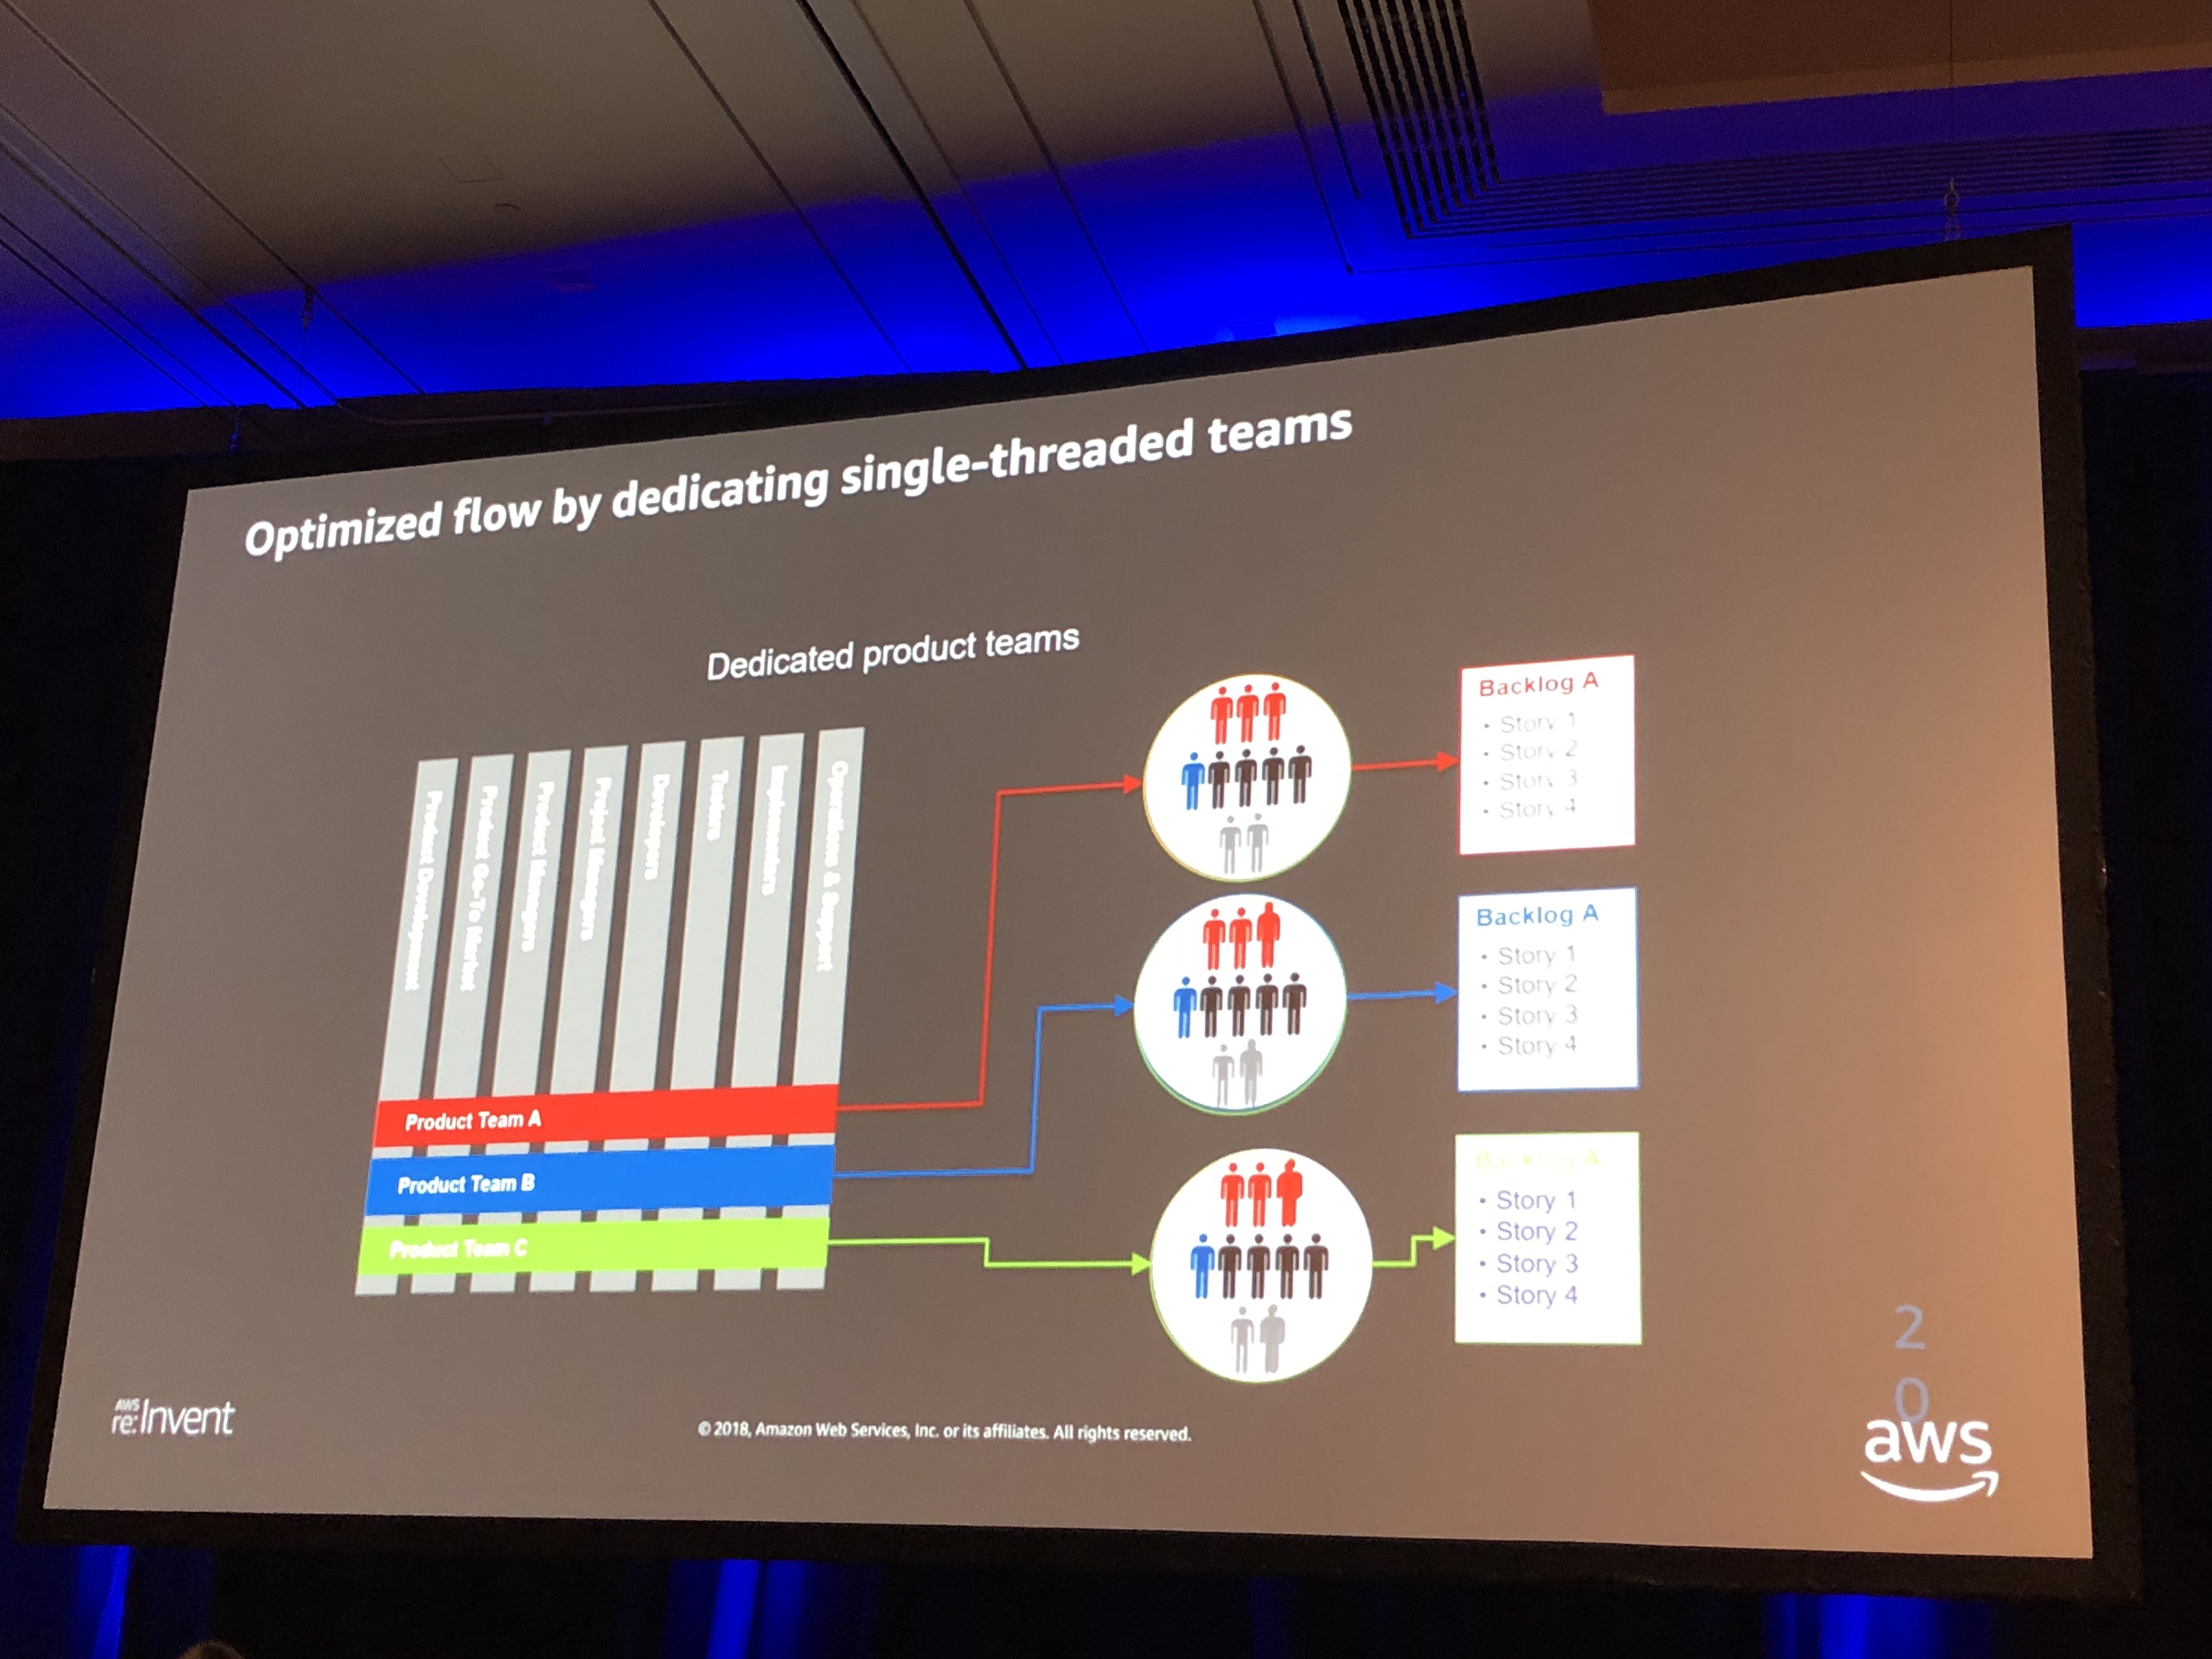 Optimized flow by dedicating single-threaded teams
Dedicated product teams
Product Development
Product Go-To Market
Product Managers
Project Managers
Developers
Testers
Implementers
Operations & Support
Product Team A
Product Team B
Product Team C
Backlog A
• Story 1
• Story 2
• Story 3
• Story 4
Backlog A
• Story 1
• Story 2
• Story 3
• Story 4
Backlog A
• Story 1
• Story 2
• Story 3
• Story 4
2
0
AWS
re:Invent
© 2018, Amazon Web Services, Inc. or its affiliates. All rights reserved.
aws